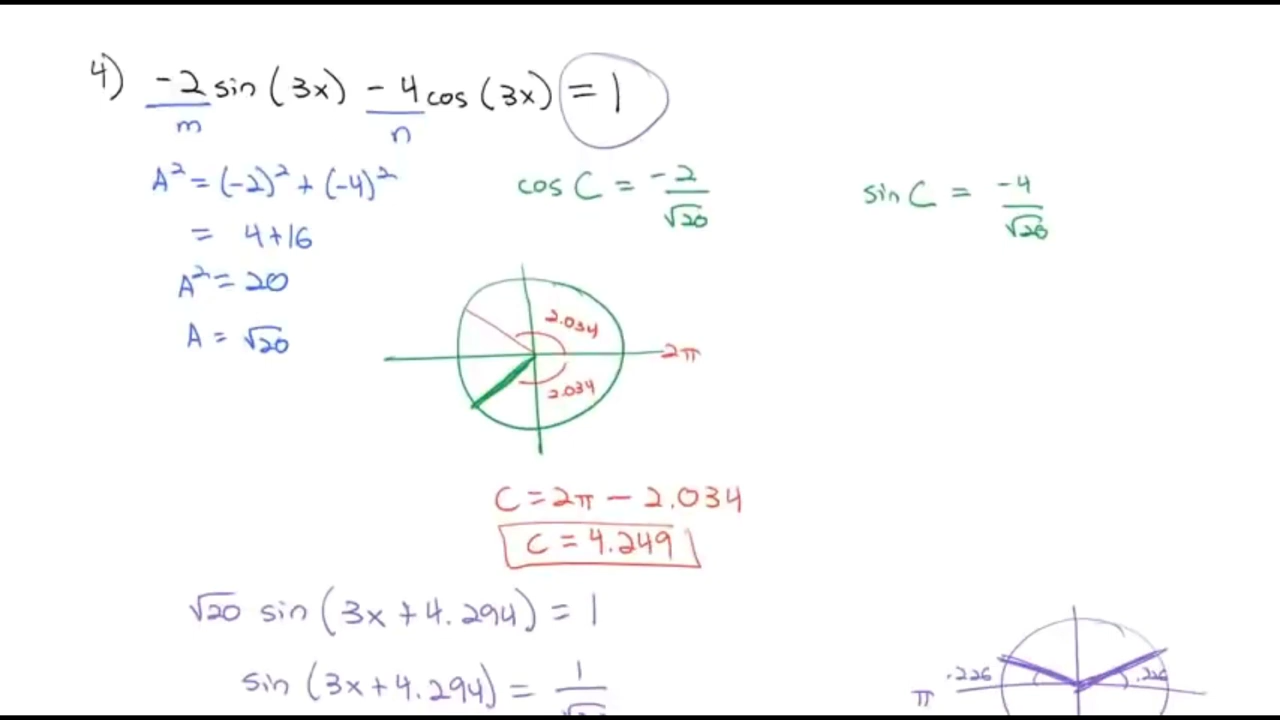 4) -2 sin (3x) - 4 cos (3x) = 1
m n
A² = (-2)² + (-4)²
cos C = -2/√20
sin C = -4/√20
= 4+16
A² = 20
A = √20
2.034
2π
2.034
C = 2π - 2.034
C = 4.249
√20 sin (3x + 4.294) = 1
sin (3x + 4.294) = 1/√20
.226 .226
π